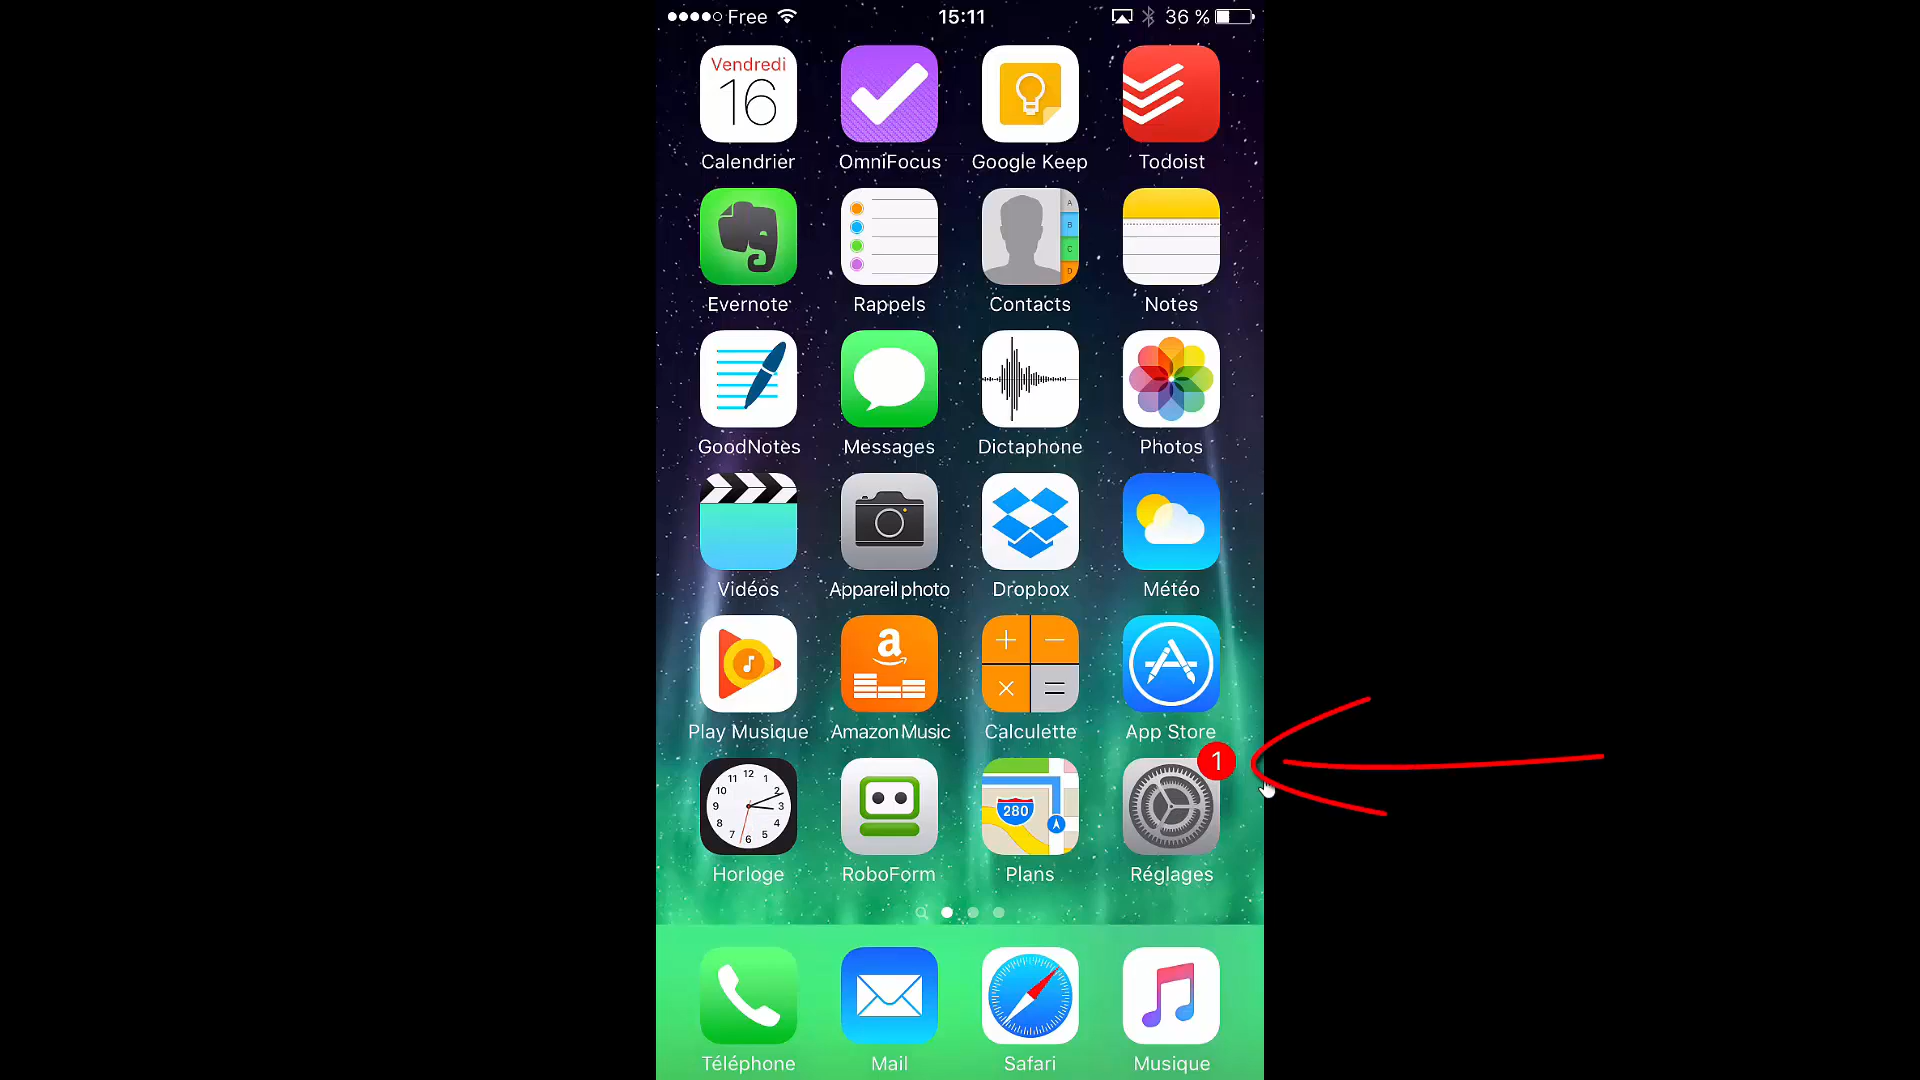 Free 15:11 36 %
Vendredi
16
Calendrier OmniFocus Google Keep Todoist
A
B
C
D
Evernote Rappels Contacts Notes
GoodNotes Messages Dictaphone Photos
Vidéos Appareil photo Dropbox Météo
a
Play Musique Amazon Music Calculette App Store
1
12 1 2 3 4 5 6 7 8 9 10 11
280
Horloge RoboForm Plans Réglages
Téléphone Mail Safari Musique